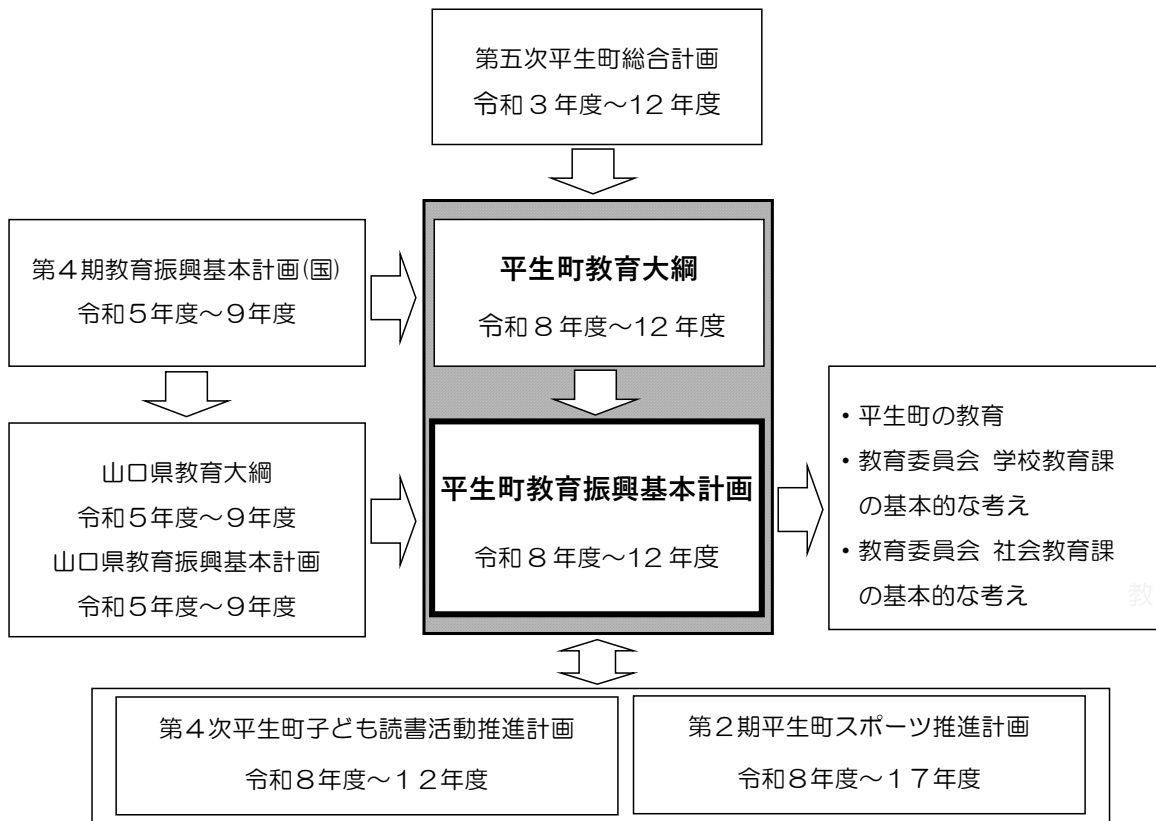 第五次平生町総合計画
令和３年度～12年度
第４期教育振興基本計画(国)
令和５年度～９年度
平生町教育大綱
令和８年度～12年度
山口県教育大綱
令和５年度～９年度
山口県教育振興基本計画
令和５年度～９年度
平生町教育振興基本計画
令和８年度～12年度
・平生町の教育
・教育委員会 学校教育課
の基本的な考え
・教育委員会 社会教育課
の基本的な考え
教
第４次平生町子ども読書活動推進計画
令和８年度～１２年度
第２期平生町スポーツ推進計画
令和８年度～１７年度